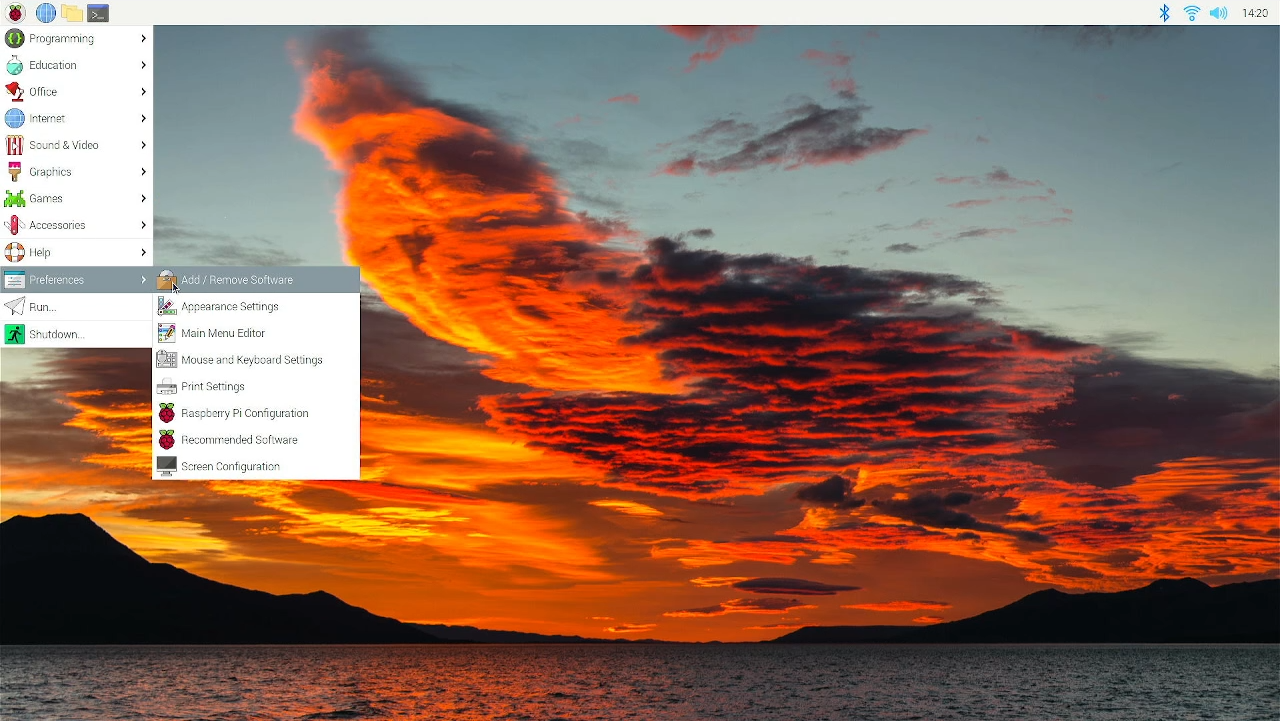 14:20
Programming
Education
Office
Internet
Sound & Video
Graphics
Games
Accessories
Help
Preferences
Run...
Shutdown...
Add / Remove Software
Appearance Settings
Main Menu Editor
Mouse and Keyboard Settings
Print Settings
Raspberry Pi Configuration
Recommended Software
Screen Configuration